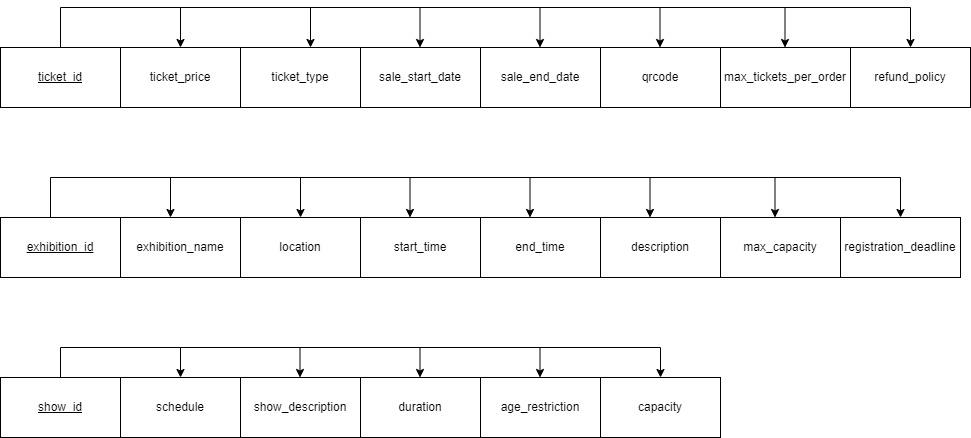 ticket_id ticket_price ticket_type sale_start_date sale_end_date qrcode max_tickets_per_order refund_policy
exhibition_id exhibition_name location start_time end_time description max_capacity registration_deadline
show_id schedule show_description duration age_restriction capacity